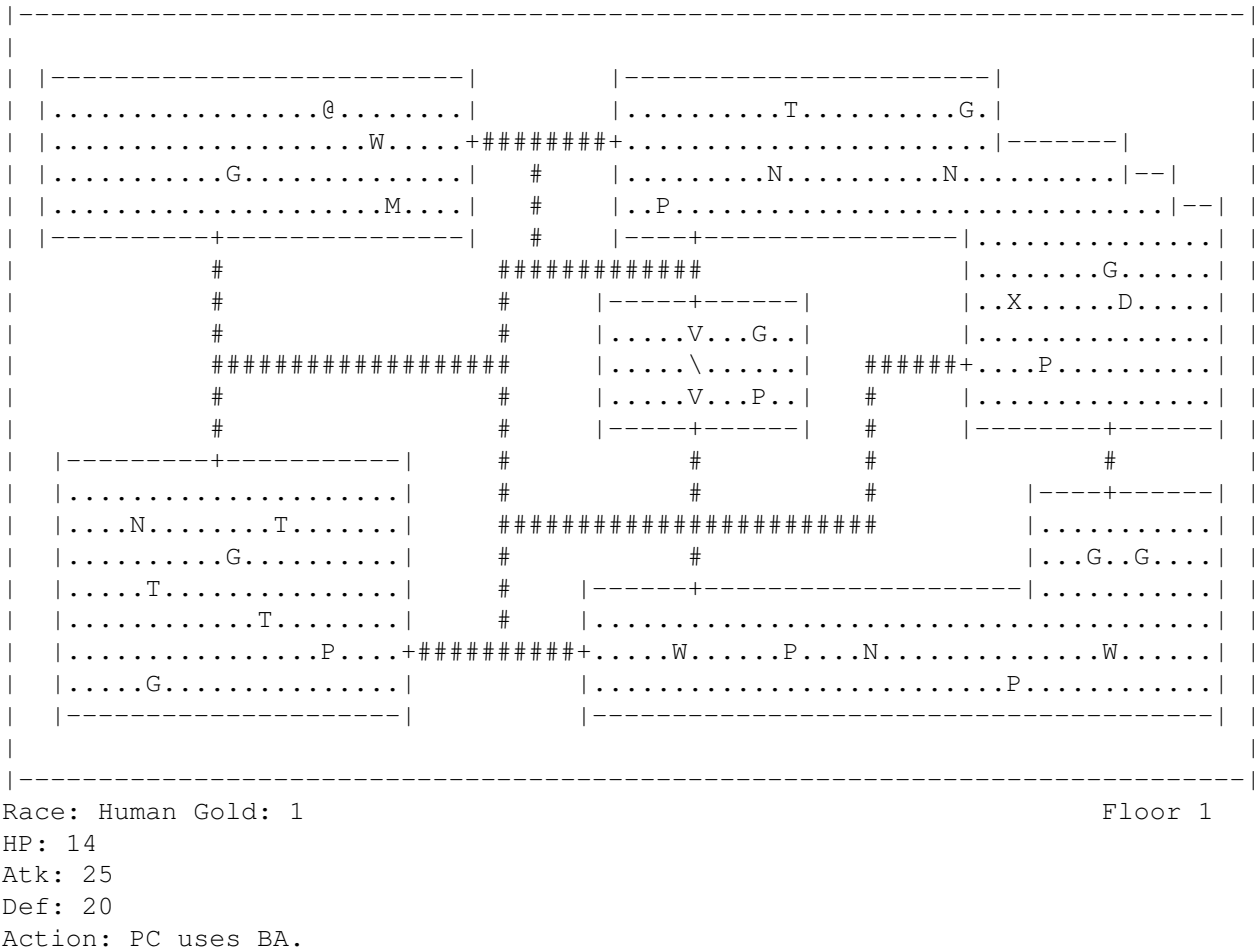 |-----------------------------------------------------------------------------|
|                                                                             |
| |--------------------------|        |-----------------------|               |
| |.................@........|        |..........T..........G.|               |
| |....................W.....+########+.......................|-------|       |
| |...........G..............|   #    |.........N..........N..........|--|    |
| |.....................M....|   #    |..P...............................|--| |
| |----------+---------------|   #    |----+----------------|...............| |
|            #                 #############                |........G......| |
|            #                 #     |-----+------|         |..X......D.....| |
|            #                 #     |.....V...G..|         |...............| |
|            ###################     |.....\......|   ######+....P..........| |
|            #                 #     |.....V...P..|   #     |...............| |
|            #                 #     |-----+------|   #     |--------+------| |
|  |---------+-----------|     #           #          #              #        |
|  |.....................|     #           #          #         |----+------| |
|  |....N........T.......|     ########################         |...........| |
|  |..........G..........|     #           #                    |...G..G....| |
|  |.....T...............|     #    |------+--------------------|...........| |
|  |............T........|     #    |.......................................| |
|  |................P....+##########+.....W......P....N..............W......| |
|  |.....G...............|          |..........................P............| |
|  |---------------------|          |---------------------------------------| |
|                                                                             |
|-----------------------------------------------------------------------------|
Race: Human Gold: 1                                                  Floor 1
HP: 14
Atk: 25
Def: 20
Action: PC uses BA.